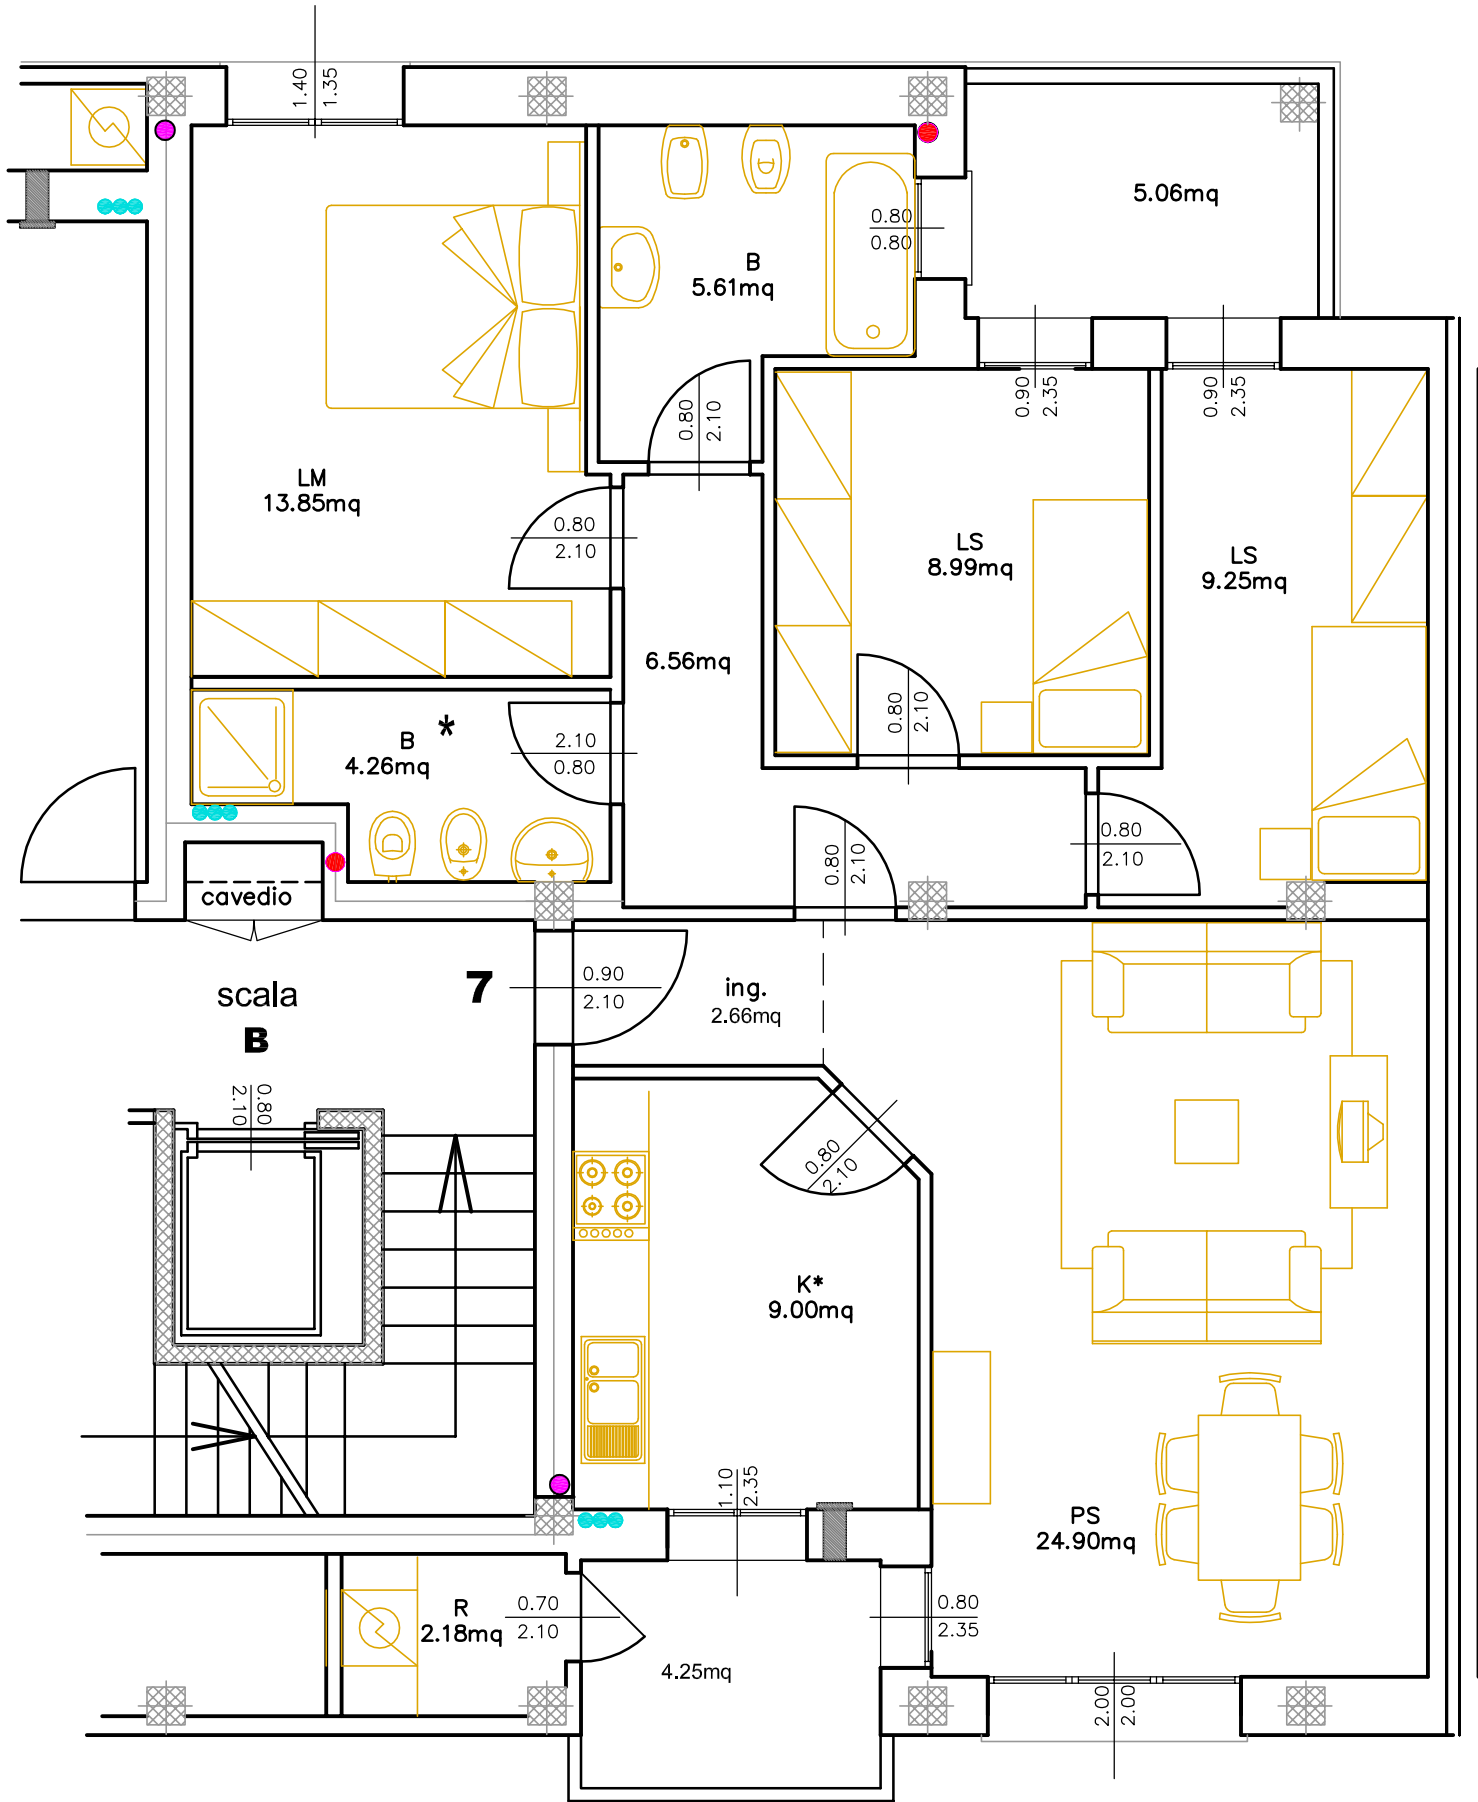 1.40
1.35
5.06mq
0.80
0.80
B
5.61mq
0.90
2.35
0.90
2.35
0.80
2.10
LM
13.85mq
0.80
2.10
LS
8.99mq
LS
9.25mq
6.56mq
0.80
2.10
B *
4.26mq
2.10
0.80
0.80
2.10
0.80
2.10
cavedio
scala
B
7
0.90
2.10
ing.
2.66mq
0.80
2.10
0.80
2.10
K*
9.00mq
1.10
2.35
PS
24.90mq
R
2.18mq
0.70
2.10
0.80
2.35
4.25mq
2.00
2.00